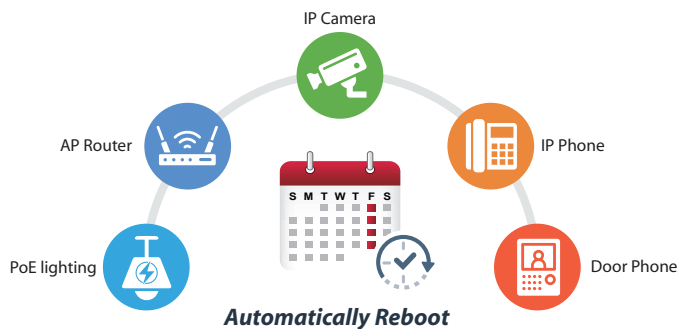 IP Camera
AP Router
IP Phone
S M T W T F S
PoE lighting
Door Phone
Automatically Reboot